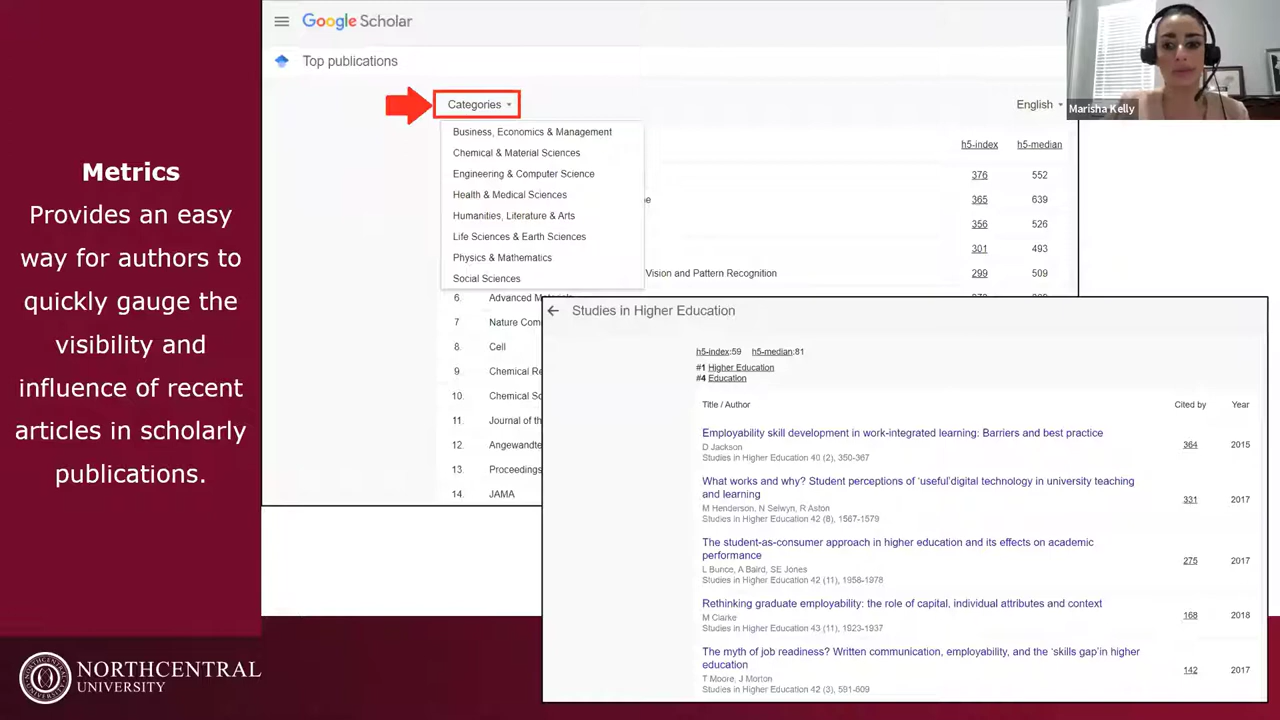 Metrics
Provides an easy
way for authors to
quickly gauge the
visibility and
influence of recent
articles in scholarly
publications.
NORTHCENTRAL
UNIVERSITY
Google Scholar
Top publications
Categories
English
Marisha Kelly
Business, Economics & Management
Chemical & Material Sciences
Engineering & Computer Science
Health & Medical Sciences
Humanities, Literature & Arts
Life Sciences & Earth Sciences
Physics & Mathematics
Social Sciences
h5-index h5-median
376 552
365 639
356 526
301 493
Vision and Pattern Recognition 299 509
6. Advanced
7 Nature
8. Cell
9. Chemical
10. Chemical
11. Journal of
12.
13. Proceedings
14. JAMA
Studies in Higher Education
h5-index:59 h5-median:81
#1 Higher Education
#4 Education
Title / Author Cited by Year
Employability skill development in work-integrated learning: Barriers and best practice 364 2015
D Jackson
Studies in Higher Education 40 (2), 350-367
What works and why? Student perceptions of 'useful'digital technology in university teaching
and learning 331 2017
M Henderson, N Selwyn, R Aston
Studies in Higher Education 42 (8), 1567-1579
The student-as-consumer approach in higher education and its effects on academic
performance 275 2017
L Bunce, A Baird, SE Jones
Studies in Higher Education 42 (11), 1958-1978
Rethinking graduate employability: the role of capital, individual attributes and context
M Clarke 168 2018
Studies in Higher Education 43 (11), 1923-1937
The myth of job readiness? Written communication, employability, and the 'skills gap'in higher
education 142 2017
T Moore, J Morton
Studies in Higher Education 42 (3), 591-609